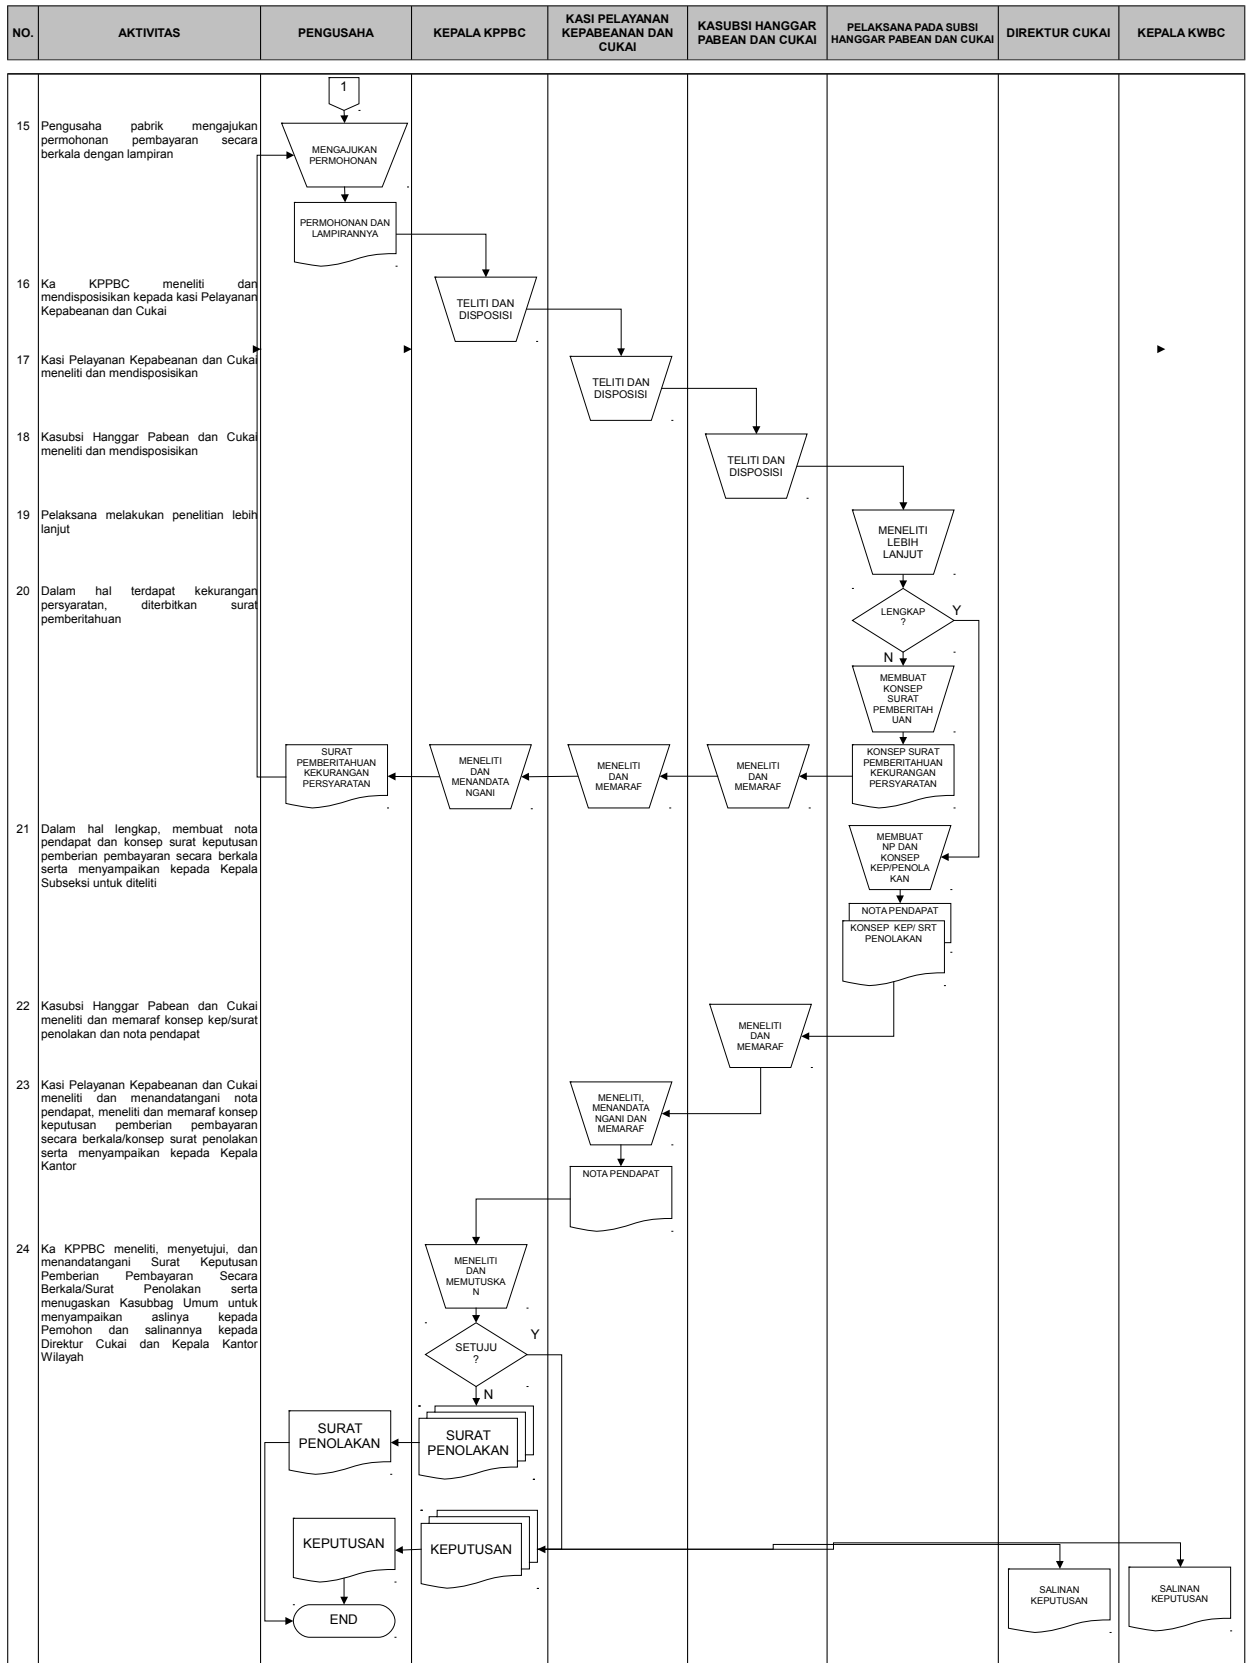 NO.
AKTIVITAS
PENGUSAHA
KEPALA KPPBC
KASI PELAYANAN
KEPABEANAN DAN
CUKAI
KASUBSI HANGGAR
PABEAN DAN CUKAI
PELAKSANA PADA SUBSI
HANGGAR PABEAN DAN CUKAI
DIREKTUR CUKAI
KEPALA KWBC
1
15 Pengusaha pabrik mengajukan
permohonan pembayaran secara
berkala dengan lampiran
MENGAJUKAN
PERMOHONAN
PERMOHONAN DAN
LAMPIRANNYA
16 Ka KPPBC meneliti dan
mendisposisikan kepada kasi Pelayanan
Kepabeanan dan Cukai
TELITI DAN
DISPOSISI
17 Kasi Pelayanan Kepabeanan dan Cukai
meneliti dan mendisposisikan
TELITI DAN
DISPOSISI
18 Kasubsi Hanggar Pabean dan Cukai
meneliti dan mendisposisikan
TELITI DAN
DISPOSISI
19 Pelaksana melakukan penelitian lebih
lanjut
MENELITI
LEBIH
LANJUT
20 Dalam hal terdapat kekurangan
persyaratan, diterbitkan surat
pemberitahuan
LENGKAP
?
Y
N
MEMBUAT
KONSEP
SURAT
PEMBERITAH
UAN
SURAT
PEMBERITAHUAN
KEKURANGAN
PERSYARATAN
MENELITI
DAN
MENANDATA
NGANI
MENELITI
DAN
MEMARAF
MENELITI
DAN
MEMARAF
KONSEP SURAT
PEMBERITAHUAN
KEKURANGAN
PERSYARATAN
21 Dalam hal lengkap, membuat nota
pendapat dan konsep surat keputusan
pemberian pembayaran secara berkala
serta menyampaikan kepada Kepala
Subseksi untuk diteliti
MEMBUAT
NP DAN
KONSEP
KEP/PENOLA
KAN
NOTA PENDAPAT
KONSEP KEP/ SRT
PENOLAKAN
22 Kasubsi Hanggar Pabean dan Cukai
meneliti dan memaraf konsep kep/surat
penolakan dan nota pendapat
MENELITI
DAN
MEMARAF
23 Kasi Pelayanan Kepabeanan dan Cukai
meneliti dan menandatangani nota
pendapat, meneliti dan memaraf konsep
keputusan pemberian pembayaran
secara berkala/konsep surat penolakan
serta menyampaikan kepada Kepala
Kantor
MENELITI,
MENANDATA
NGANI DAN
MEMARAF
NOTA PENDAPAT
24 Ka KPPBC meneliti, menyetujui, dan
menandatangani Surat Keputusan
Pemberian Pembayaran Secara
Berkala/Surat Penolakan serta
menugaskan Kasubbag Umum untuk
menyampaikan aslinya kepada
Pemohon dan salinannya kepada
Direktur Cukai dan Kepala Kantor
Wilayah
MENELITI
DAN
MEMUTUSKA
N
SETUJU
?
Y
N
SURAT
PENOLAKAN
SURAT
PENOLAKAN
KEPUTUSAN
KEPUTUSAN
SALINAN
KEPUTUSAN
SALINAN
KEPUTUSAN
END